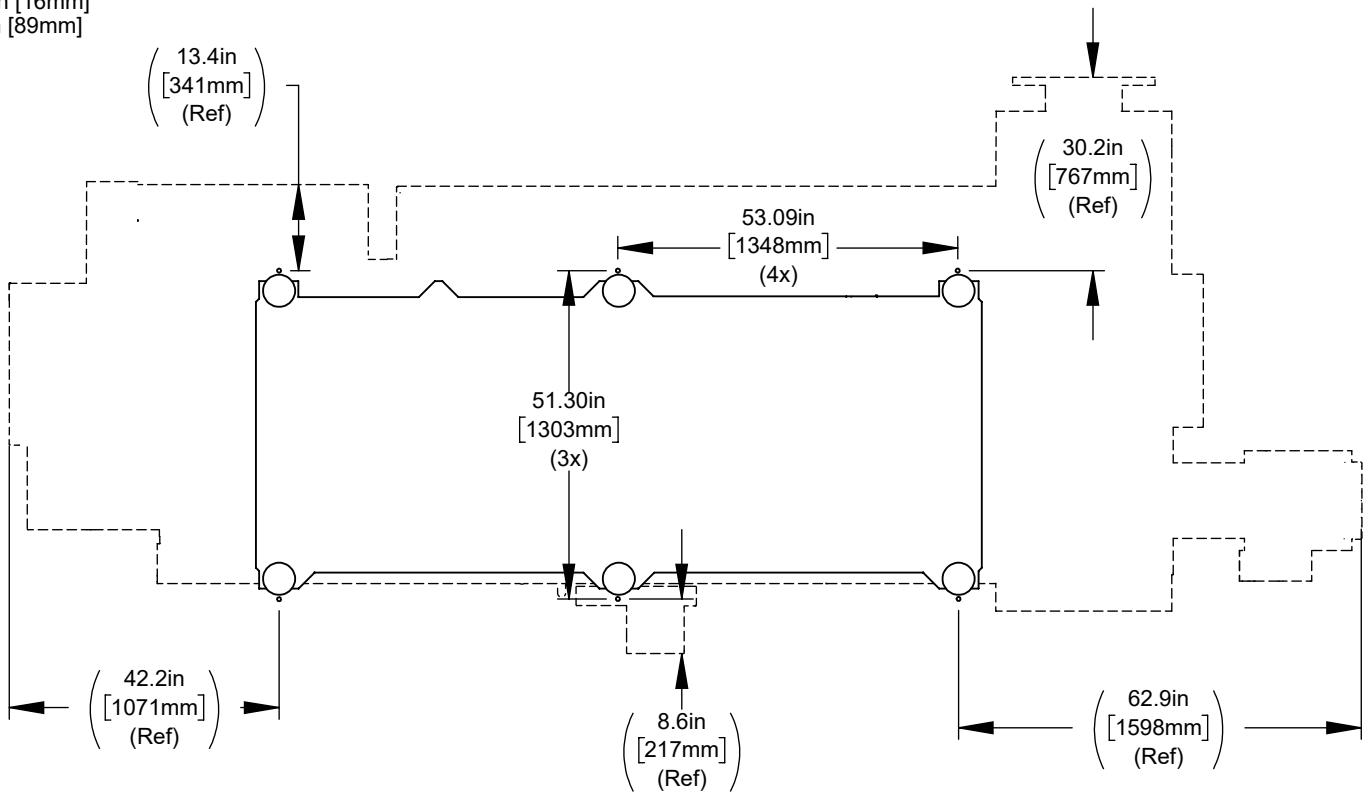 [16mm]
[89mm]
13.4in
[341mm]
(Ref)
30.2in
[767mm]
(Ref)
53.09in
[1348mm]
(4x)
51.30in
[1303mm]
(3x)
42.2in
[1071mm]
(Ref)
8.6in
[217mm]
(Ref)
62.9in
[1598mm]
(Ref)